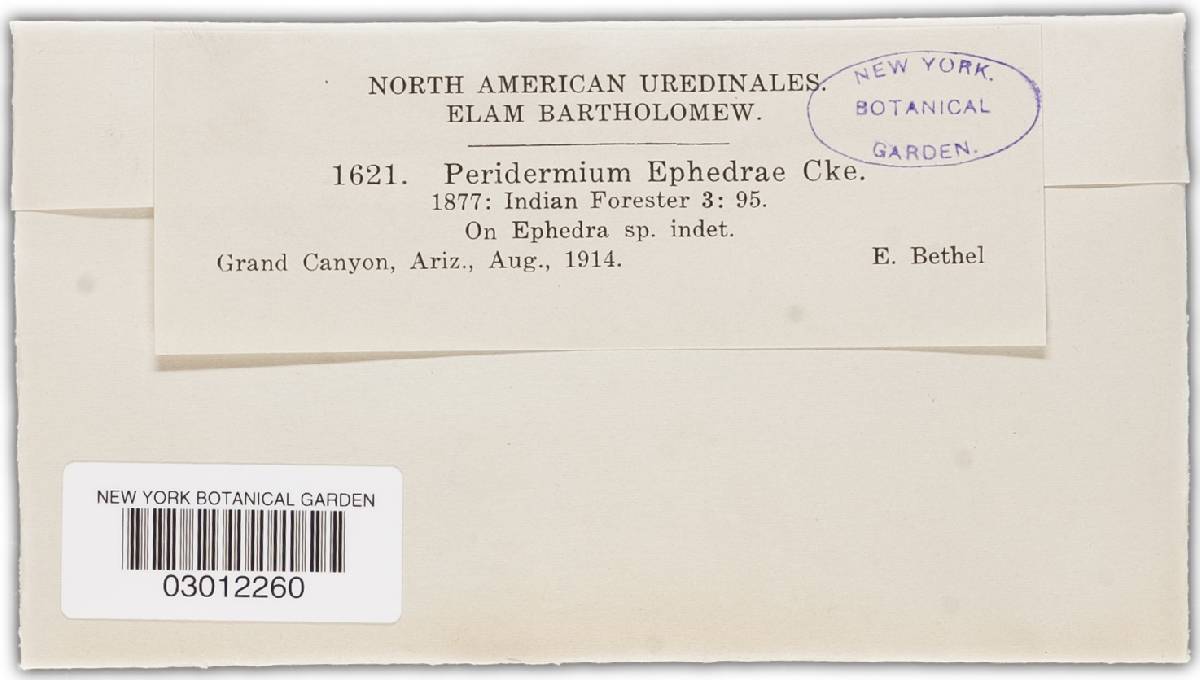 NORTH AMERICAN UREDINALES.
ELAM BARTHOLOMEW.
NEW YORK.
BOTANICAL
GARDEN.
1621. Peridermium Ephedrae Cke.
1877: Indian Forester 3: 95.
On Ephedra sp. indet.
Grand Canyon, Ariz., Aug., 1914. E. Bethel
NEW YORK BOTANICAL GARDEN
03012260